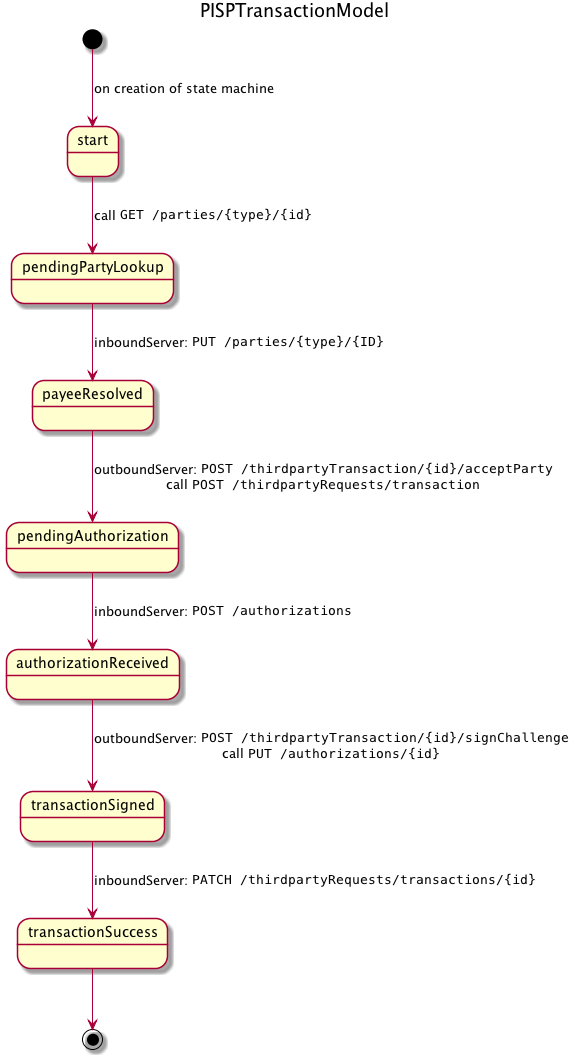 PISPTransactionModel
on creation of state machine
start
call GET /parties/{type}/{id}
pendingPartyLookup
inboundServer: PUT /parties/{type}/{ID}
payeeResolved
outboundServer: POST /thirdpartyTransaction/{id}/acceptParty
call POST /thirdpartyRequests/transaction
pendingAuthorization
inboundServer: POST /authorizations
authorizationReceived
outboundServer: POST /thirdpartyTransaction/{id}/signChallenge
call PUT /authorizations/{id}
transactionSigned
inboundServer: PATCH /thirdpartyRequests/transactions/{id}
transactionSuccess